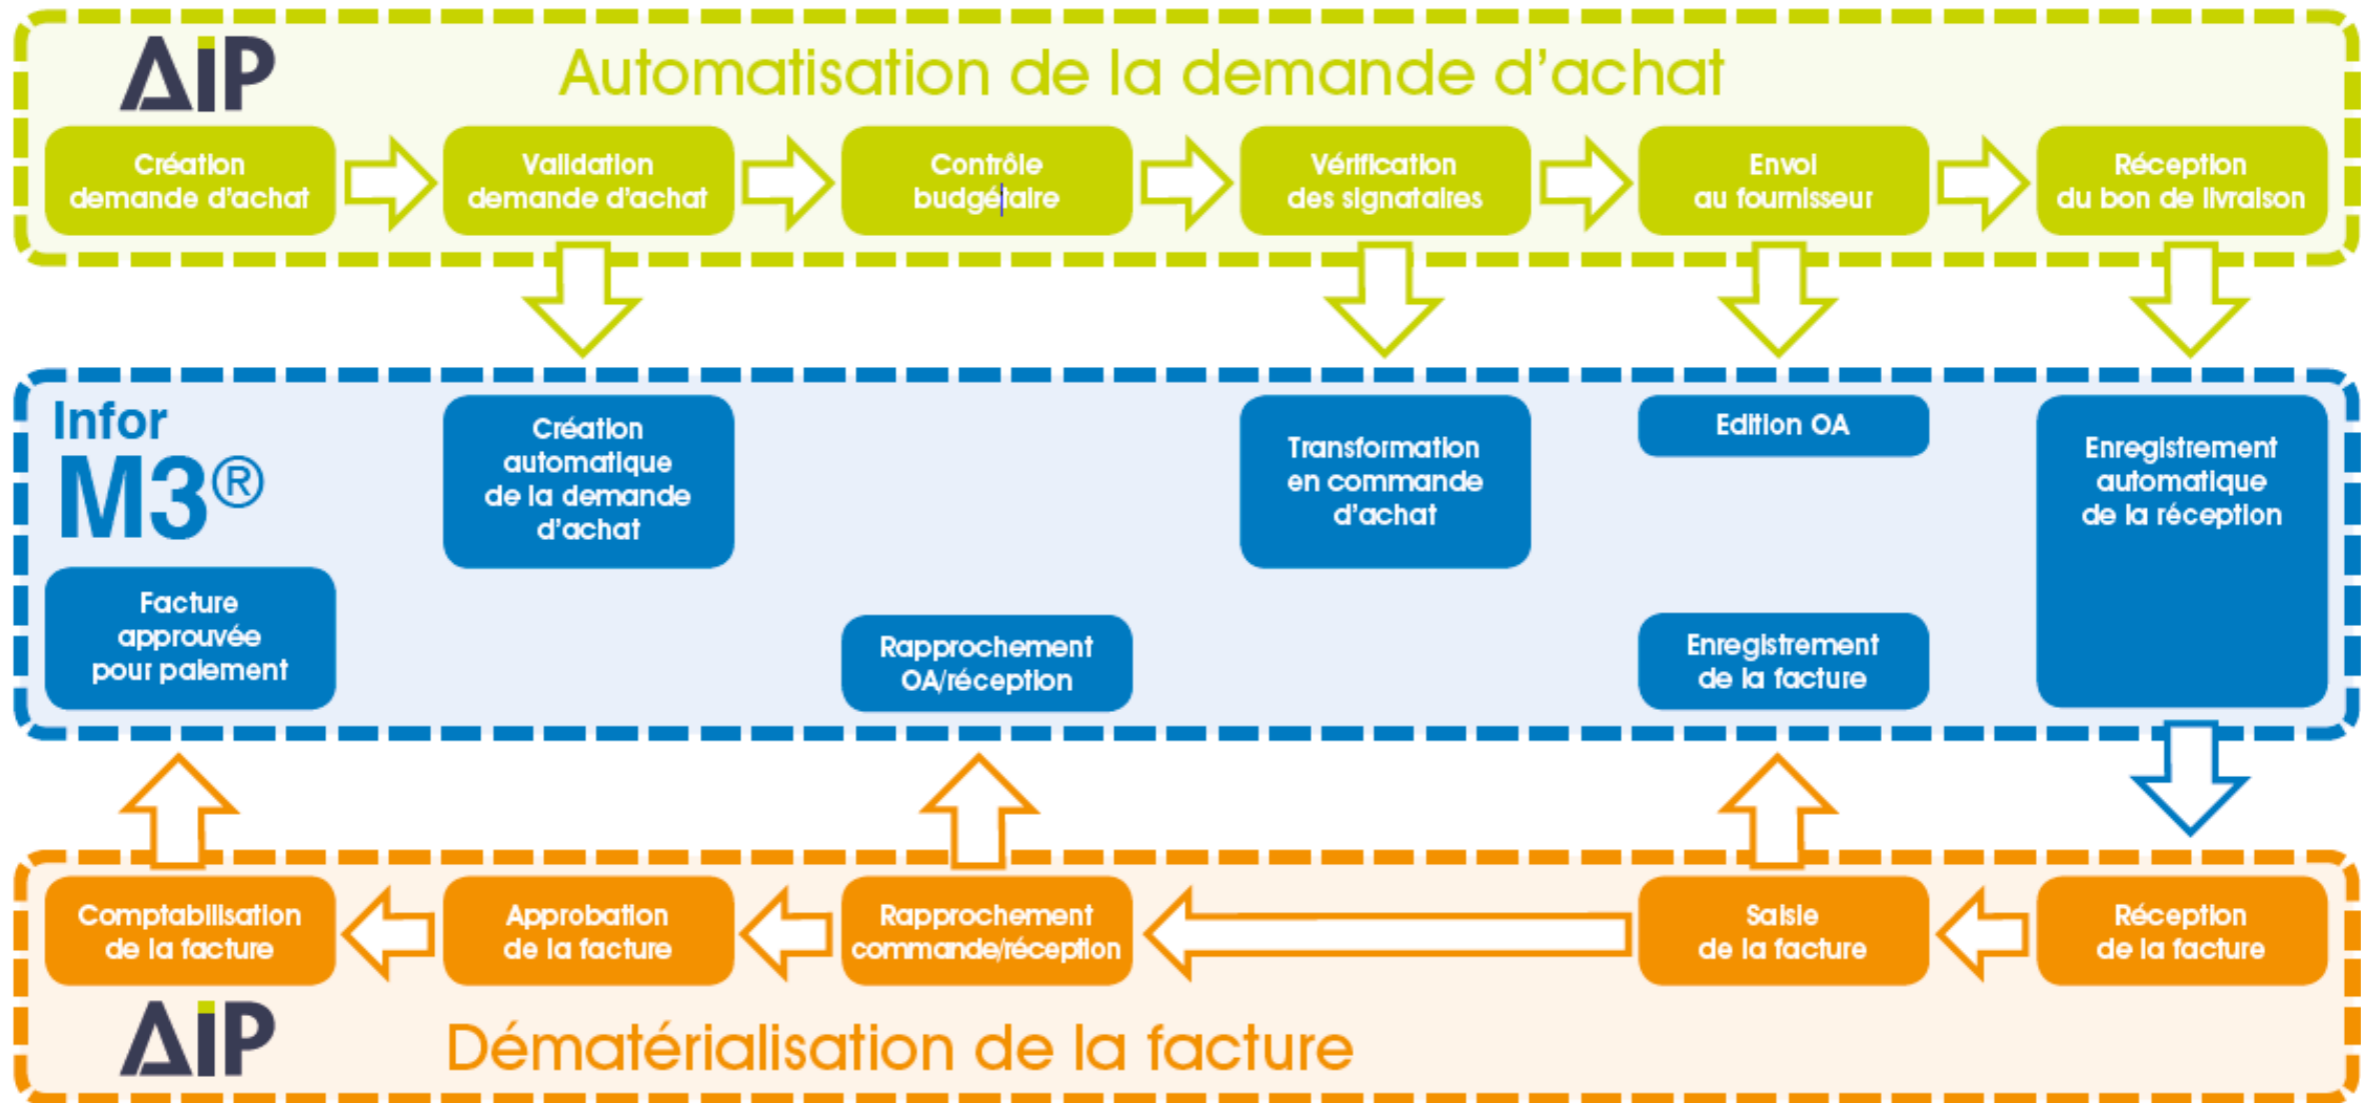 AiP
Automatisation de la demande d'achat
Création
demande d'achat
Validation
demande d'achat
Contrôle
budgétaire
Vérification
des signataires
Envoi
au fournisseur
Réception
du bon de livraison
Infor
M3®
Création
automatique
de la demande
d'achat
Transformation
en commande
d'achat
Edition OA
Enregistrement
automatique
de la réception
Facture
approuvée
pour paiement
Rapprochement
OA/réception
Enregistrement
de la facture
Comptabilisation
de la facture
Approbation
de la facture
Rapprochement
commande/réception
Saisie
de la facture
Réception
de la facture
AiP
Dématérialisation de la facture